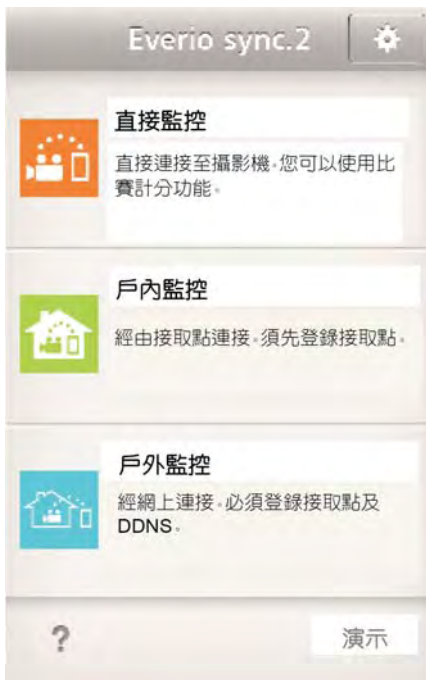 Everio sync.2
直接監控
直接連接至攝影機。您可以使用比
賽計分功能。
戶內監控
經由接取點連接。須先登錄接取點。
戶外監控
經網上連接。必須登錄接取點及
DDNS。
?
演示